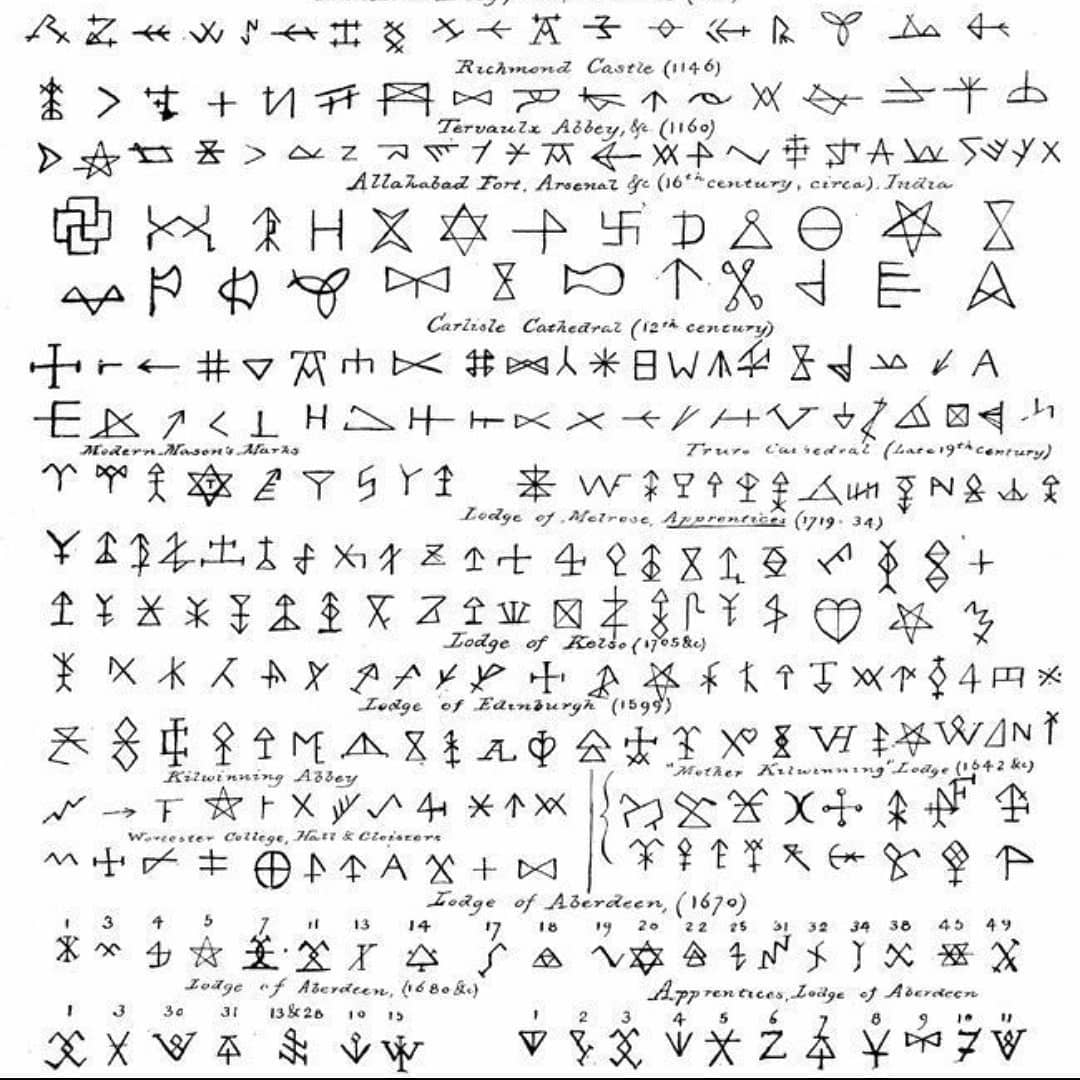 Richmond Castle (1146)
Tervaulx Abbey, &c. (1160)
Allahabad Fort, Arsenal &c (16th century, circa). India
Carlisle Cathedral (12th century)
Modern Mason's Marks Truro Cathedral (Late 19th century)
Lodge of Melrose, Apprentices (1719-34)
Lodge of Kelso (1705 &c)
Lodge of Edinburgh (1599)
Kilwinning Abbey "Mother Kilwinning" Lodge (1642 &c)
Worcester College, Hall & Cloisters
Lodge of Aberdeen, (1670)
1 3 4 5 7 11 13 14 17 18 19 20 22 25 31 32 34 38 45 49
Lodge of Aberdeen, (1680 &c) Apprentices, Lodge of Aberdeen
1 3 30 31 13 & 28 10 15 1 2 3 4 5 6 7 8 9 10 11